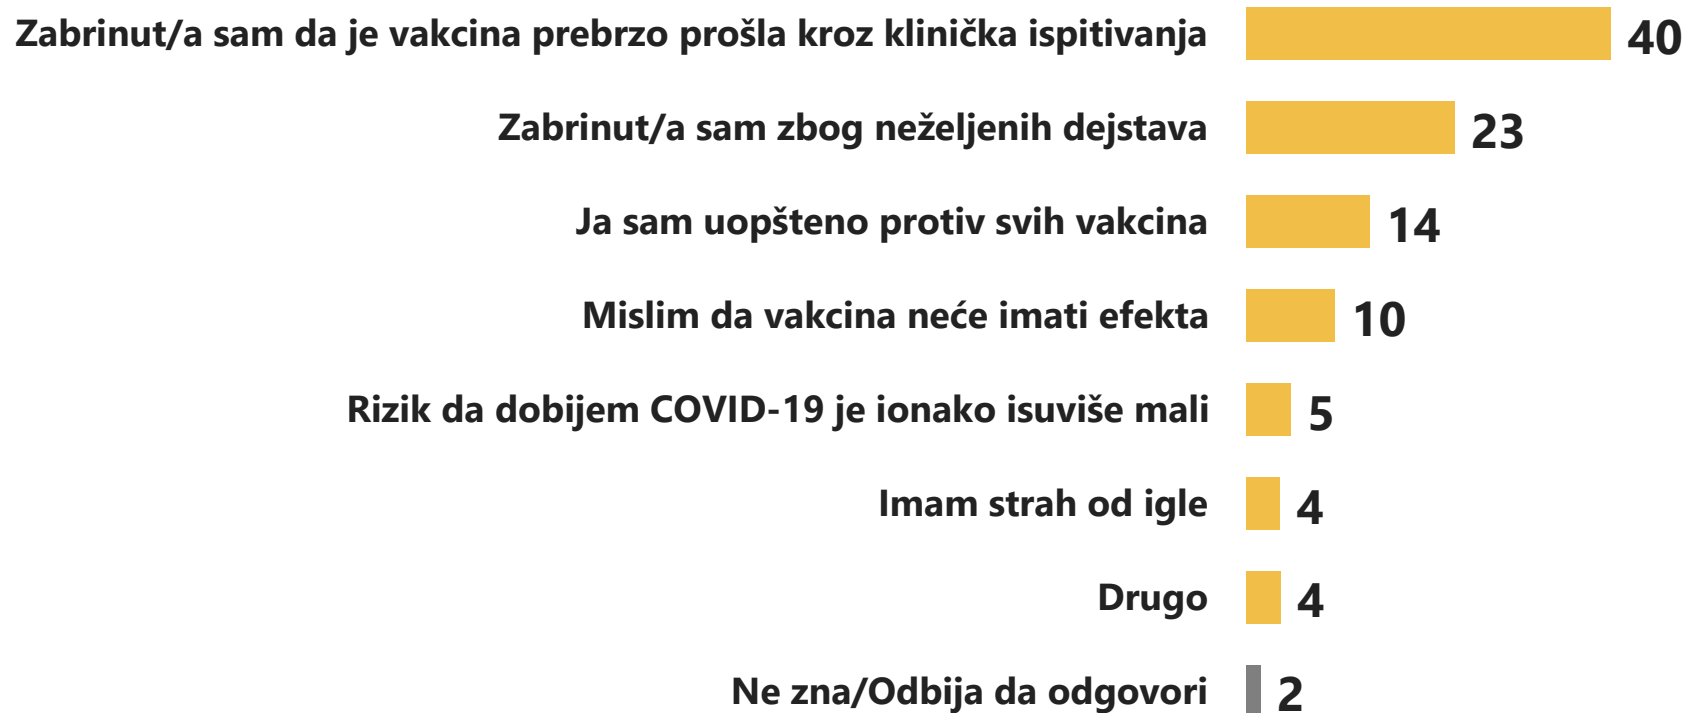 Zabrinut/a sam da je vakcina prebrzo prošla kroz klinička ispitivanja 40
Zabrinut/a sam zbog neželjenih dejstava 23
Ja sam uopšteno protiv svih vakcina 14
Mislim da vakcina neće imati efekta 10
Rizik da dobijem COVID-19 je ionako isuviše mali 5
Imam strah od igle 4
Drugo 4
Ne zna/Odbija da odgovori 2